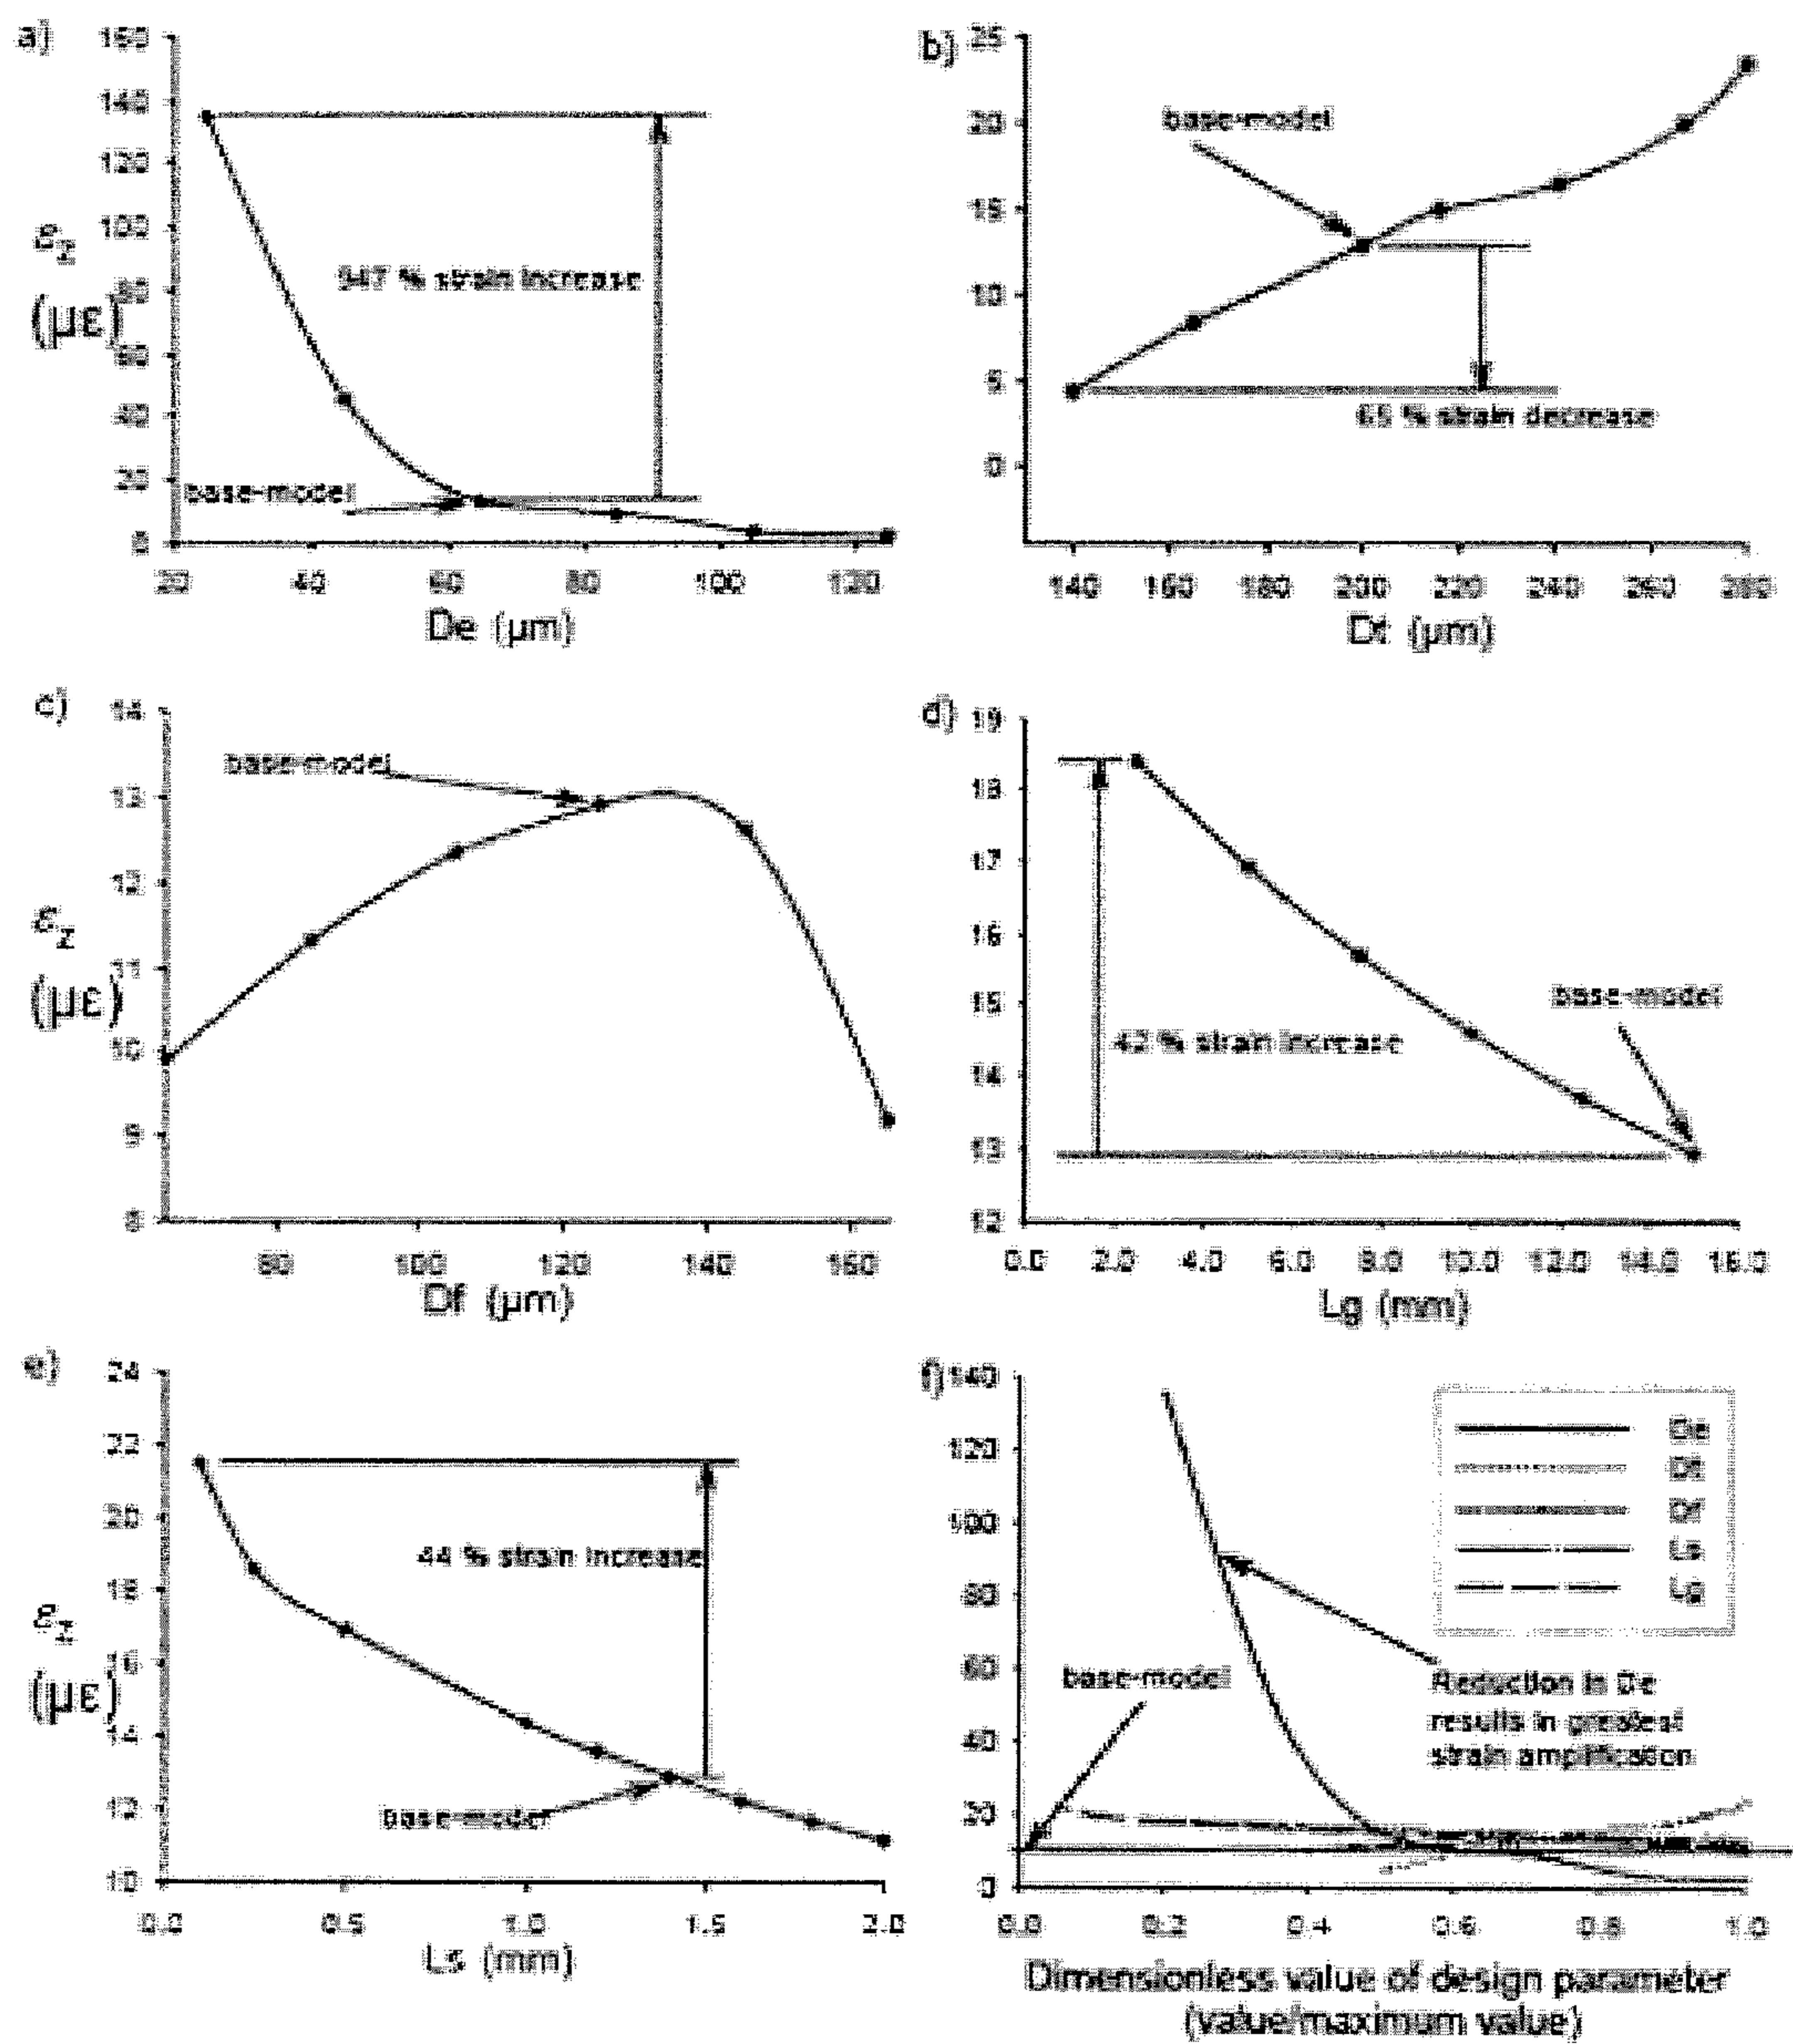 a)
160
140
120
100
80
60
40
20
0
εz
(με)
947 % strain increase
base-model
20 40 60 80 100 120
De (μm)
b)
25
20
15
10
5
0
base-model
65 % strain decrease
140 160 180 200 220 240 260 280
(μm)
c)
14
13
12
11
10
9
8
εz
(με)
base-model
80 100 120 140 160
Df (μm)
d)
19
18
17
16
15
14
13
12
base-model
42 % strain increase
0.0 2.0 4.0 6.0 8.0 10.0 12.0 14.0 16.0
Lg (mm)
e)
24
22
20
18
16
14
12
10
εz
(με)
44 % strain increase
base-model
0.0 0.5 1.0 1.5 2.0
Ls (mm)
f)
140
120
100
80
60
40
20
0
De
Df
Ls
Lg
base-model
Reduction in De
results in greatest
strain amplification
0.0 0.2 0.4 0.6 0.8 1.0
Dimensionless value of design parameter
(value/maximum value)